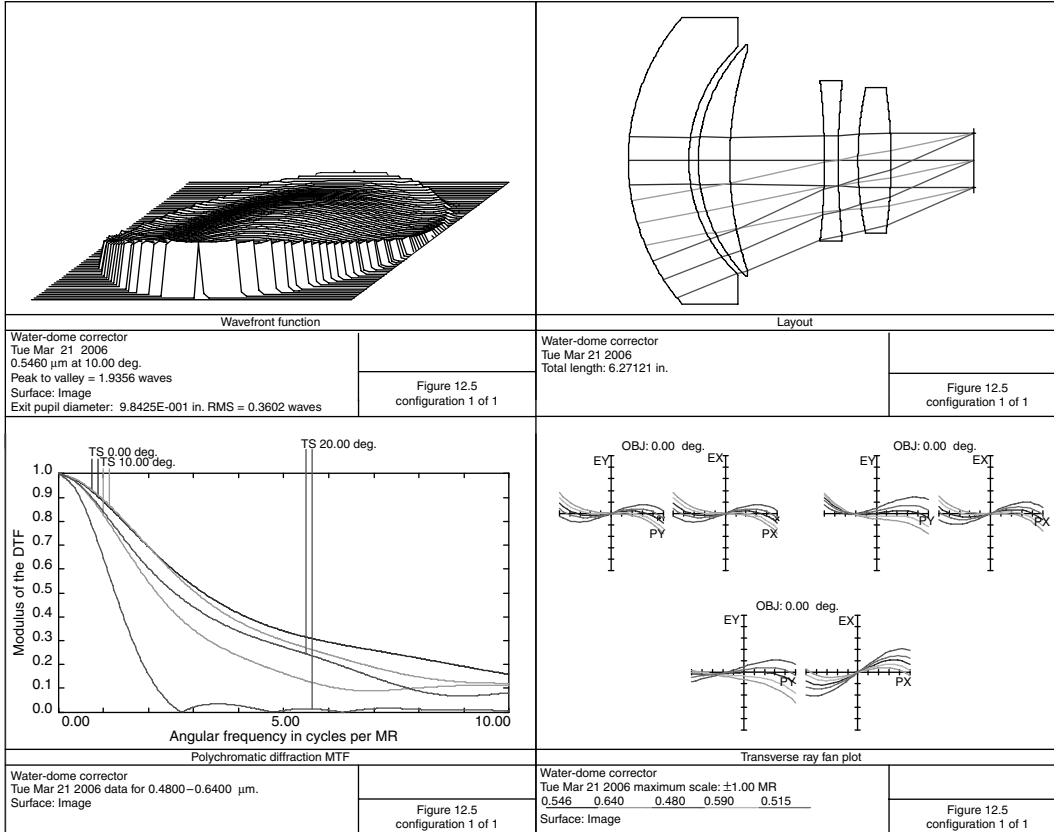 Wavefront function
Water-dome corrector
Tue Mar 21 2006
0.5460 μm at 10.00 deg.
Peak to valley = 1.9356 waves
Surface: Image
Exit pupil diameter: 9.8425E-001 in. RMS = 0.3602 waves
Figure 12.5
configuration 1 of 1
Layout
Water-dome corrector
Tue Mar 21 2006
Total length: 6.27121 in.
Figure 12.5
configuration 1 of 1
TS 0.00 deg.
TS 10.00 deg.
TS 20.00 deg.
1.0
0.9
0.8
0.7
0.6
0.5
0.4
0.3
0.2
0.1
0.0
Modulus of the DTF
0.00 5.00 10.00
Angular frequency in cycles per MR
Polychromatic diffraction MTF
Water-dome corrector
Tue Mar 21 2006 data for 0.4800–0.6400 μm.
Surface: Image
Figure 12.5
configuration 1 of 1
OBJ: 0.00 deg.
EY EX
PY PX
OBJ: 0.00 deg.
EY EX
PY PX
OBJ: 0.00 deg.
EY EX
PY PX
Transverse ray fan plot
Water-dome corrector
Tue Mar 21 2006 maximum scale: ±1.00 MR
0.546 0.640 0.480 0.590 0.515
Surface: Image
Figure 12.5
configuration 1 of 1